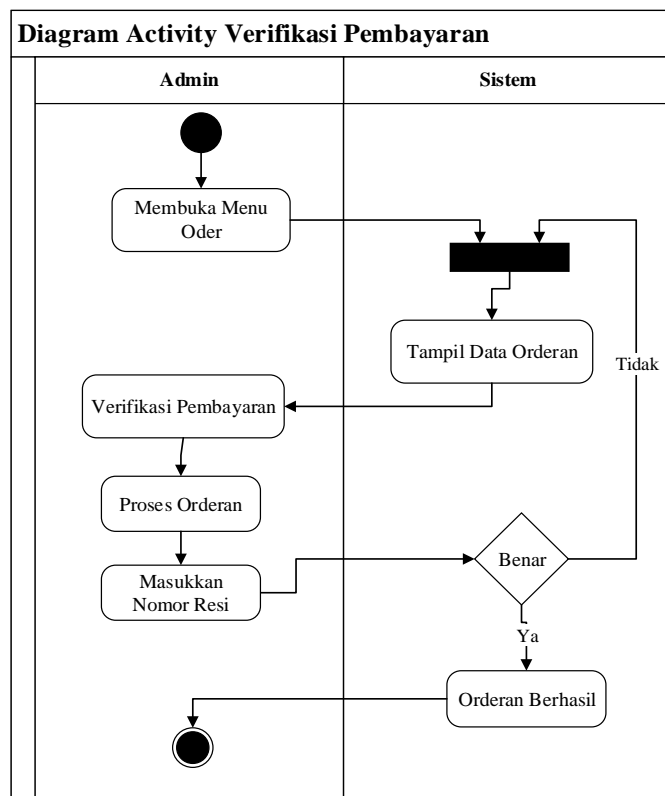 Diagram Activity Verifikasi Pembayaran
Admin
Sistem
Membuka Menu
Oder
Tampil Data Orderan
Tidak
Verifikasi Pembayaran
Proses Orderan
Masukkan
Nomor Resi
Benar
Ya
Orderan Berhasil